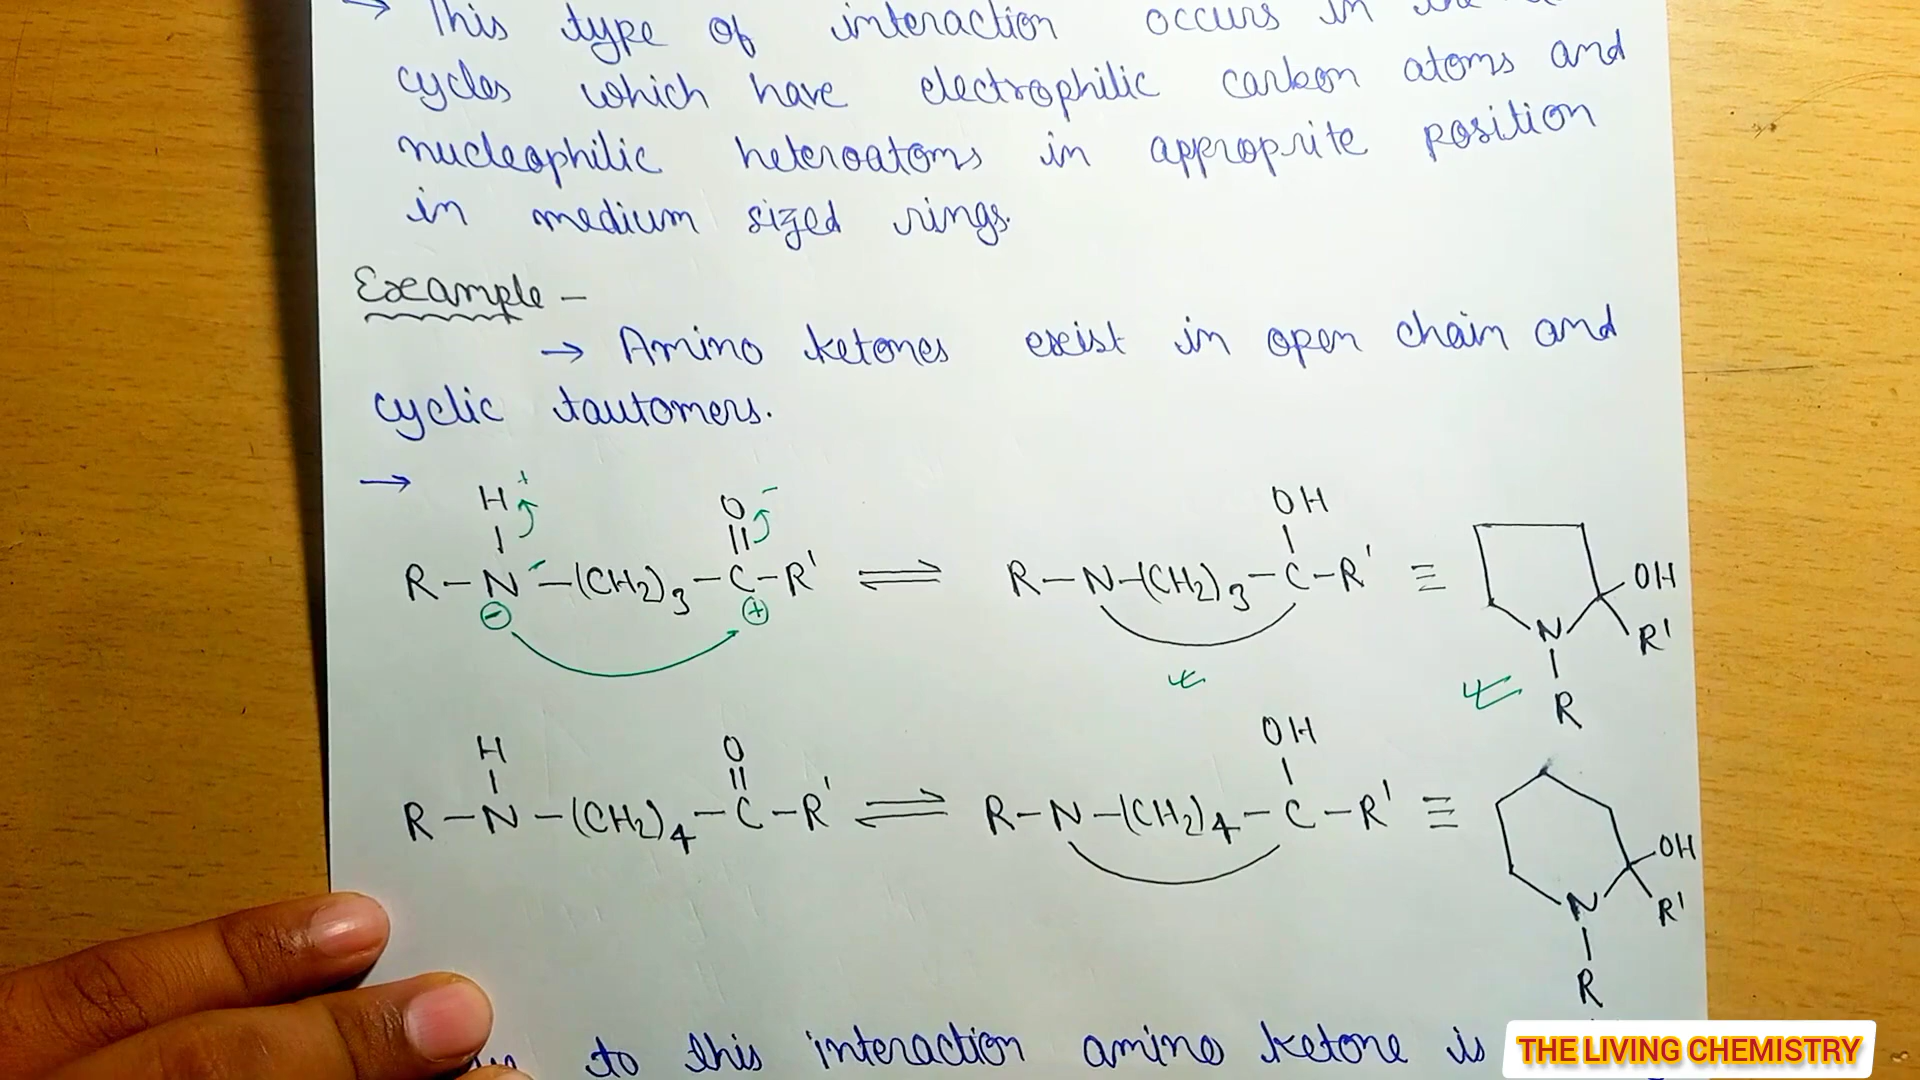 → This type of interaction occurs in the
cycles which have electrophilic carbon atoms and
nucleophilic heteroatoms in approprite position
in medium sized rings.
Example –
→ Amino ketones exist in open chain and
cyclic tautomers.
→ H+ O- OH
R–N-–(CH2)3–C–R' ⇌ R–N–(CH2)3–C–R' ≡ N OH R' R
⊖ ⊕
H O OH
R–N–(CH2)4–C–R' ⇌ R–N–(CH2)4–C–R' ≡ N OH R' R
to this interaction amino ketone is
THE LIVING CHEMISTRY